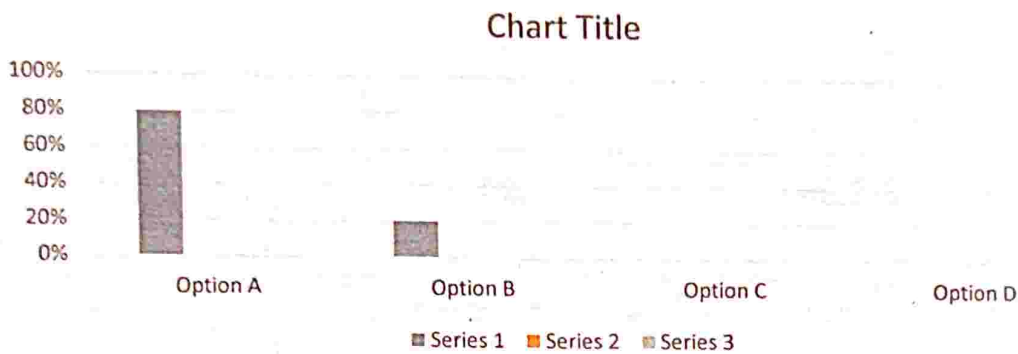 Chart Title
100%
80%
60%
40%
20%
0%
Option A Option B Option C Option D
Series 1 Series 2 Series 3